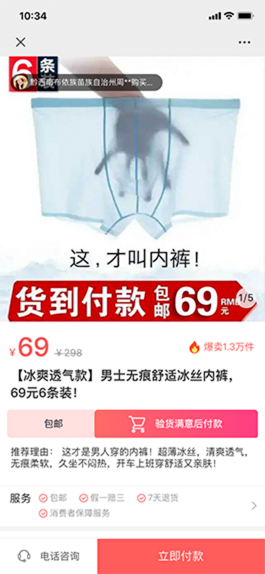 10:34
6条装
黔西南布依族苗族自治州周**购买...
这，才叫内裤！
1/5
货到付款 包邮 69 RMB元
¥69 ¥298
爆卖1.3万件
【冰爽透气款】男士无痕舒适冰丝内裤，
69元6条装！
包邮
验货满意后付款
推荐理由： 这才是男人穿的内裤！超薄冰丝，清爽透气，
无痕柔软，久坐不闷热，开车上班穿舒适又亲肤！
服务 包邮 假一赔三 7天退货
消费者保障服务
电话咨询
立即付款